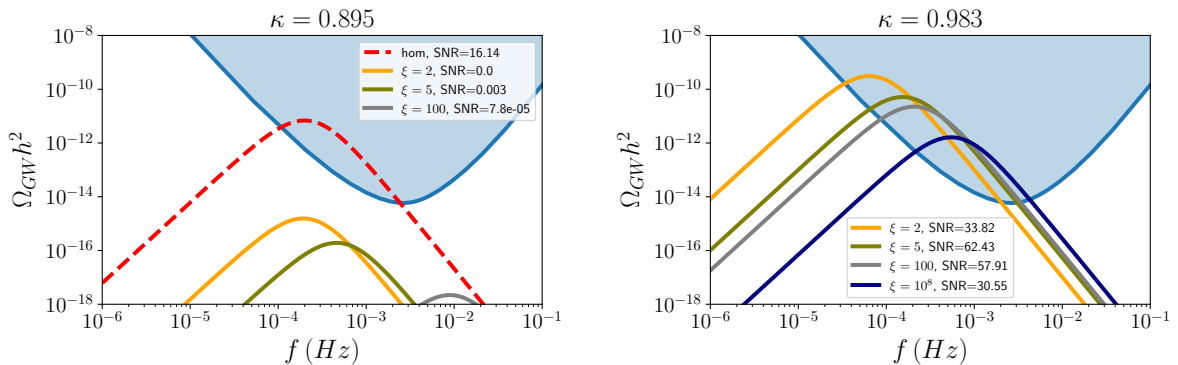 κ = 0.895
10⁻⁸
10⁻¹⁰
10⁻¹²
10⁻¹⁴
10⁻¹⁶
10⁻¹⁸
Ω_GW h²
hom, SNR=16.14
ξ = 2, SNR=0.0
ξ = 5, SNR=0.003
ξ = 100, SNR=7.8e-05
10⁻⁶
10⁻⁵
10⁻⁴
10⁻³
10⁻²
10⁻¹
f (Hz)
κ = 0.983
10⁻⁸
10⁻¹⁰
10⁻¹²
10⁻¹⁴
10⁻¹⁶
10⁻¹⁸
Ω_GW h²
ξ = 2, SNR=33.82
ξ = 5, SNR=62.43
ξ = 100, SNR=57.91
ξ = 10⁸, SNR=30.55
10⁻⁶
10⁻⁵
10⁻⁴
10⁻³
10⁻²
10⁻¹
f (Hz)